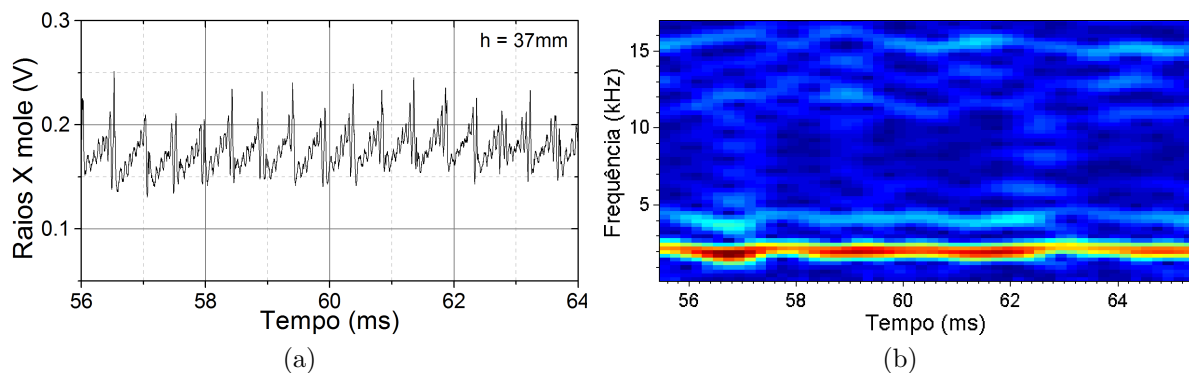 0.3
0.2
0.1
Raios X mole (V)
h = 37mm
56
58
60
62
64
Tempo (ms)
(a)
15
10
5
Frequência (kHz)
56
58
60
62
64
Tempo (ms)
(b)